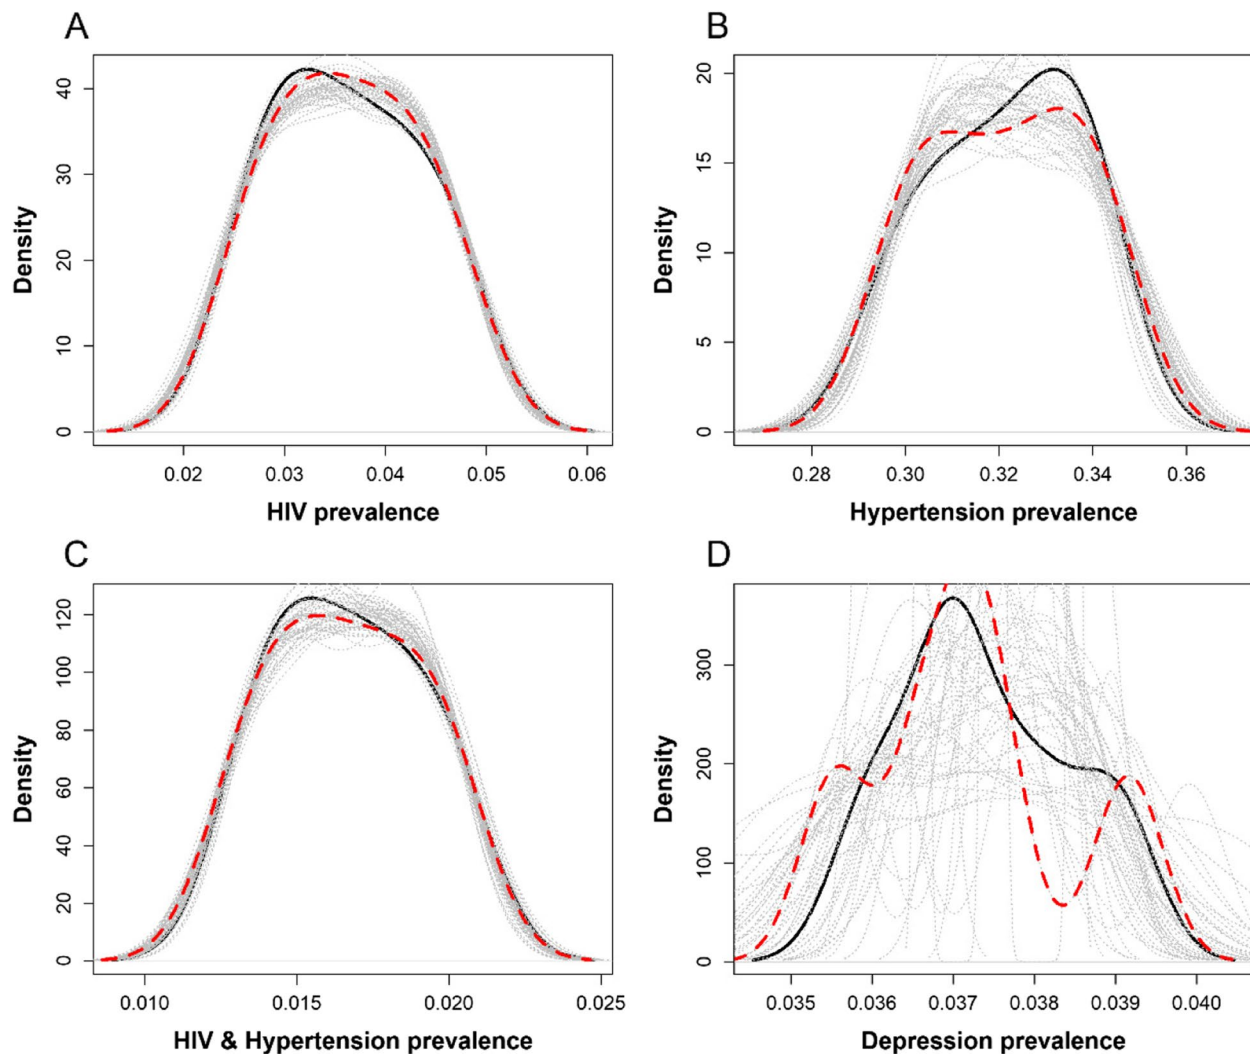 A
Density
0 10 20 30 40
0.02 0.03 0.04 0.05 0.06
HIV prevalence
B
Density
0 5 10 15 20
0.28 0.30 0.32 0.34 0.36
Hypertension prevalence
C
Density
0 20 40 60 80 100 120
0.010 0.015 0.020 0.025
HIV & Hypertension prevalence
D
Density
0 100 200 300
0.035 0.036 0.037 0.038 0.039 0.040
Depression prevalence